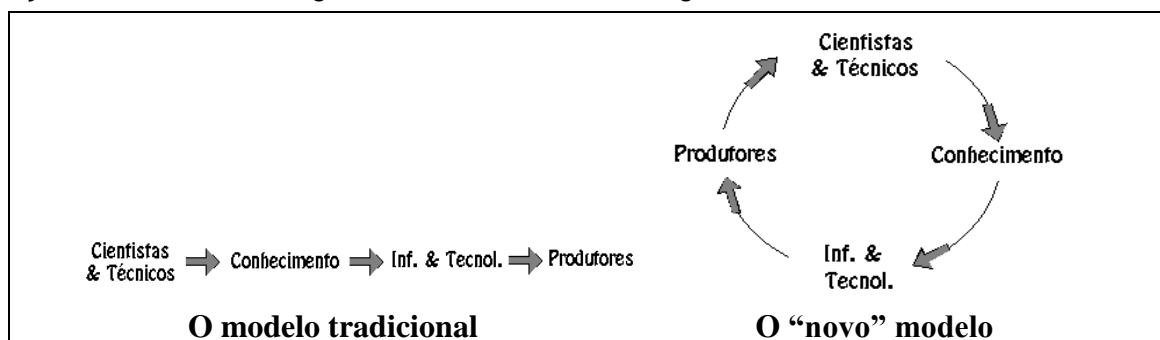 Cientistas
& Técnicos
Conhecimento
Inf. & Tecnol.
Produtores
O modelo tradicional
Cientistas
& Técnicos
Produtores
Conhecimento
Inf. &
Tecnol.
O “novo” modelo